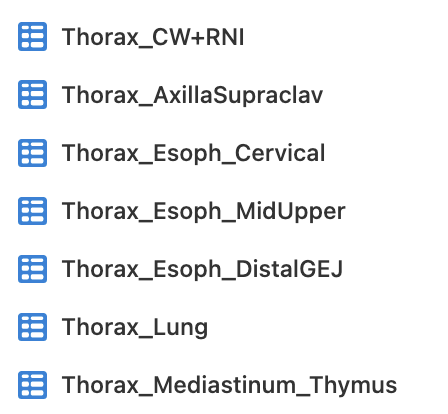 Thorax_CW+RNI
Thorax_AxillaSupraclav
Thorax_Esoph_Cervical
Thorax_Esoph_MidUpper
Thorax_Esoph_DistalGEJ
Thorax_Lung
Thorax_Mediastinum_Thymus